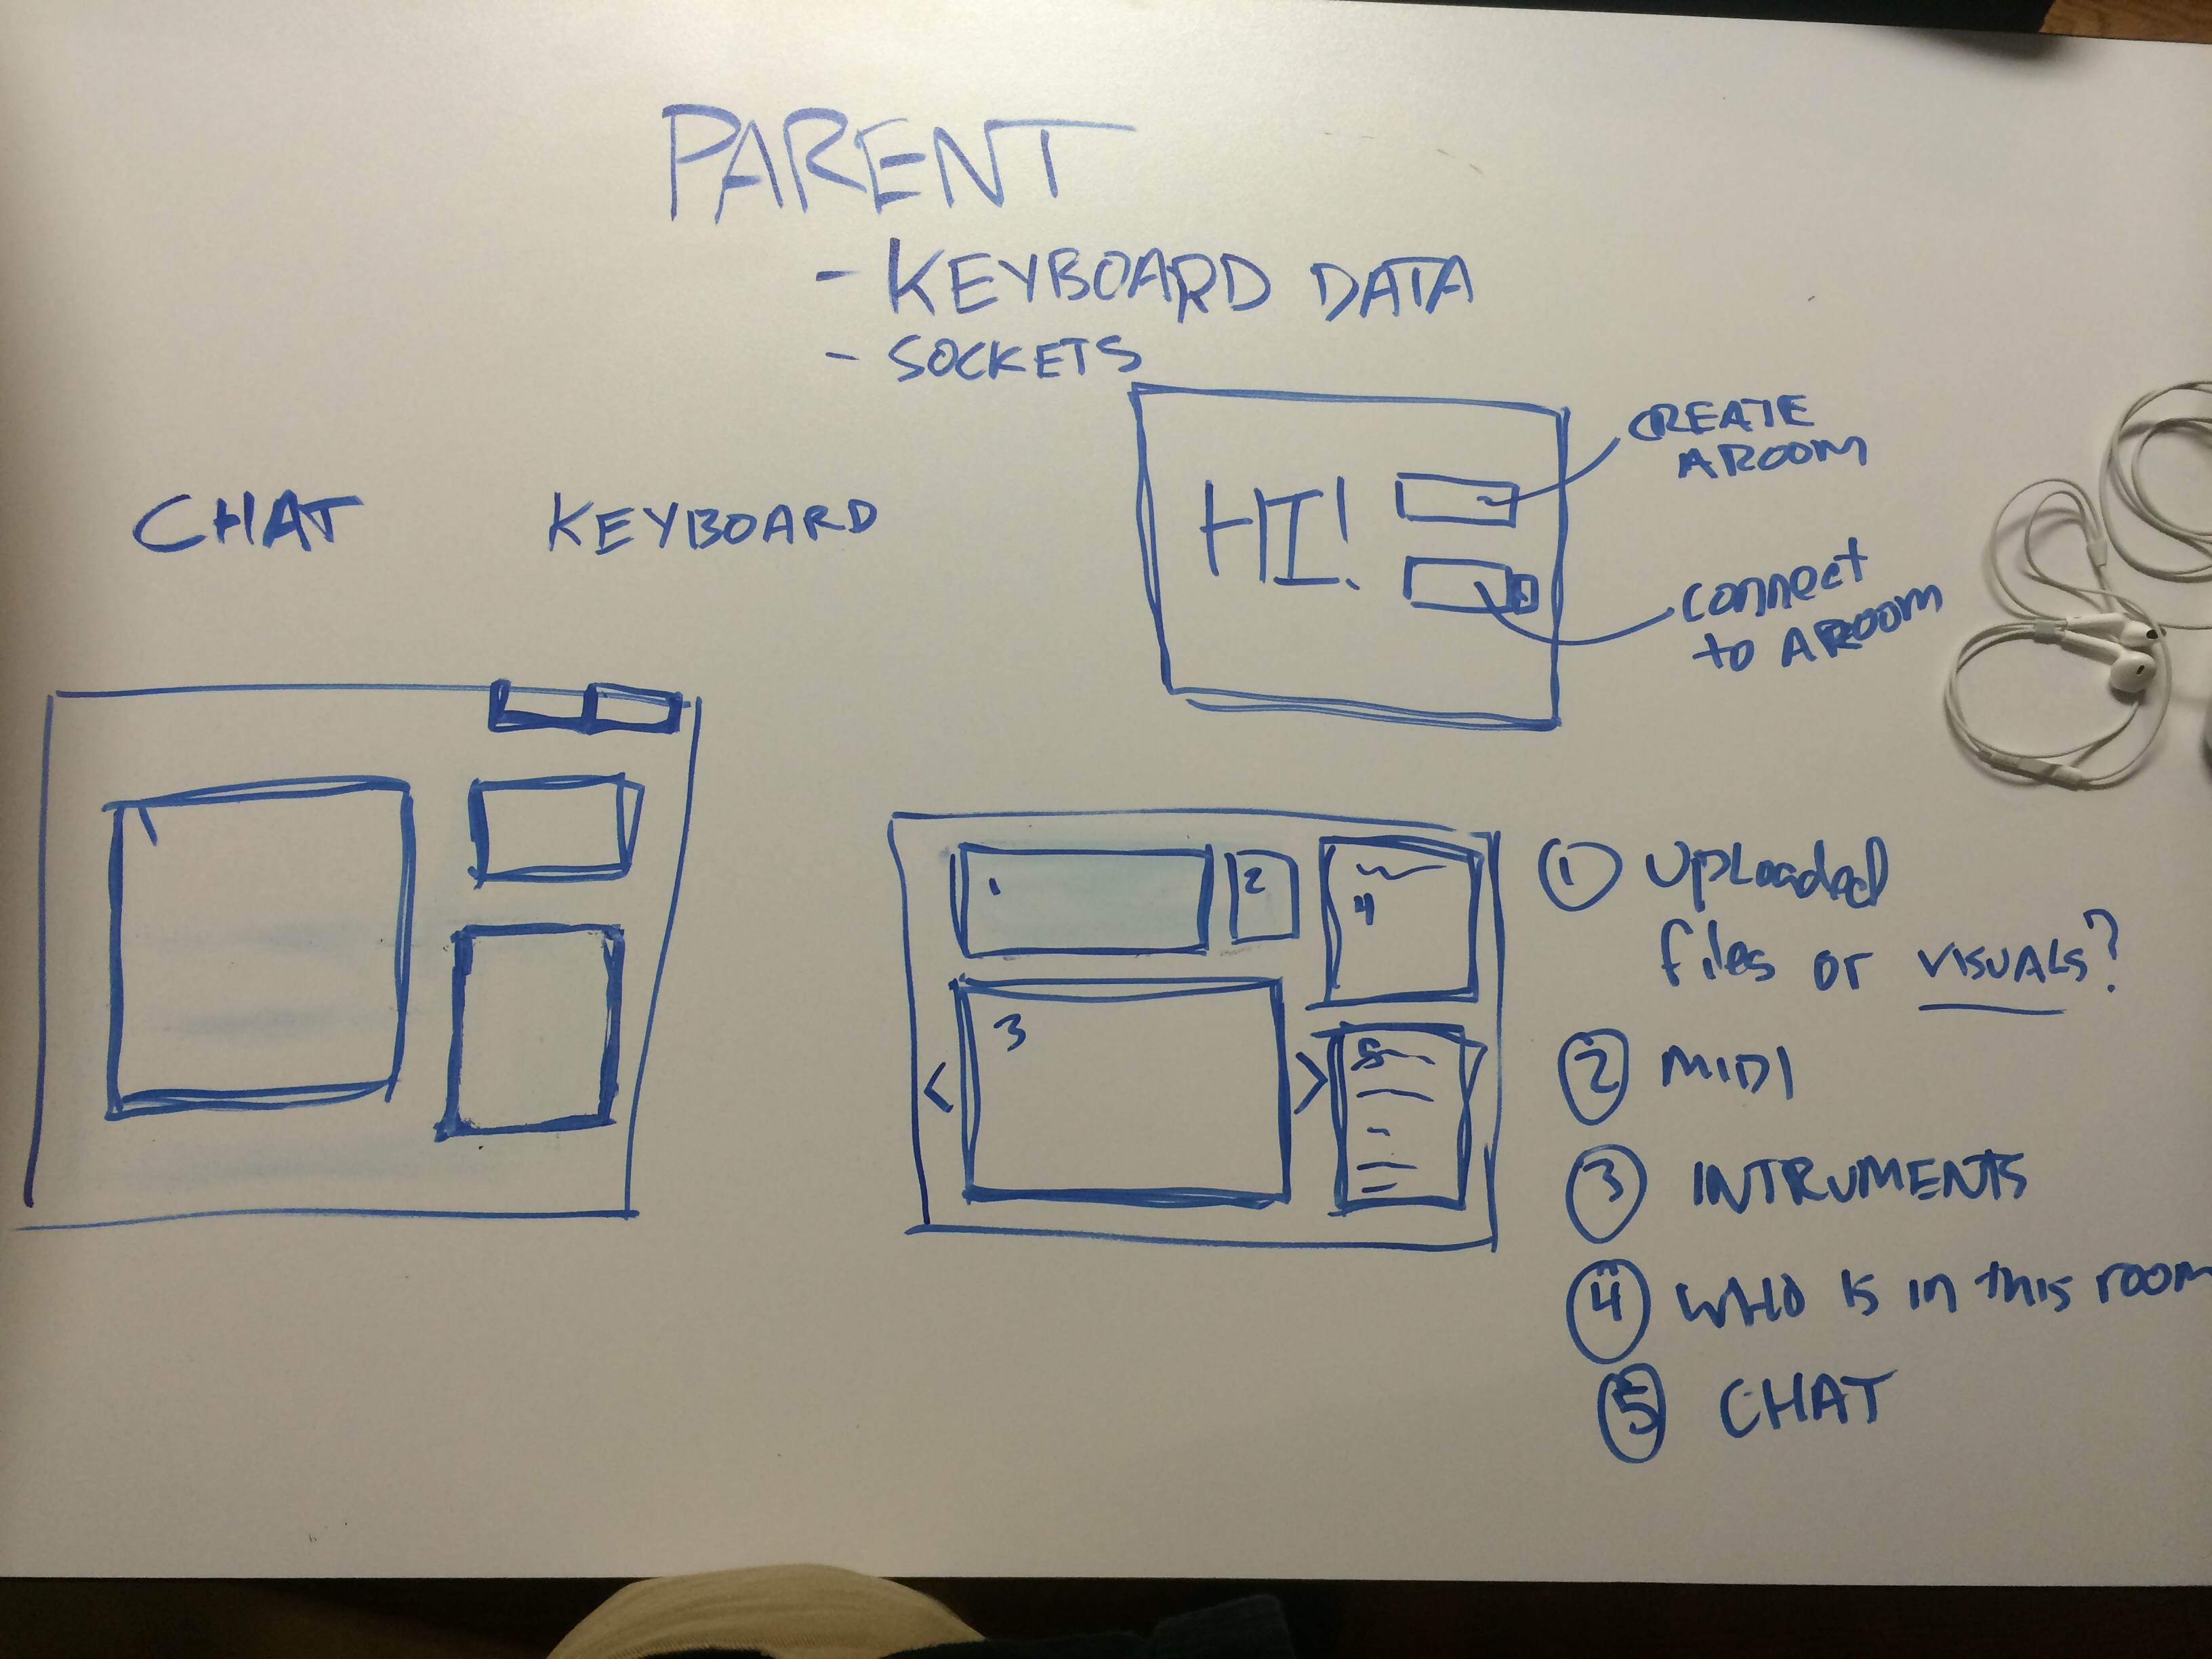 PARENT
- KEYBOARD DATA
- SOCKETS
CHAT KEYBOARD
HI!
CREATE
A ROOM
connect
to A ROOM
1
2
3
4
5
① Uploaded
files or visuals?
② MIDI
③ INTRUMENTS
④ WHO is in this room
⑤ CHAT